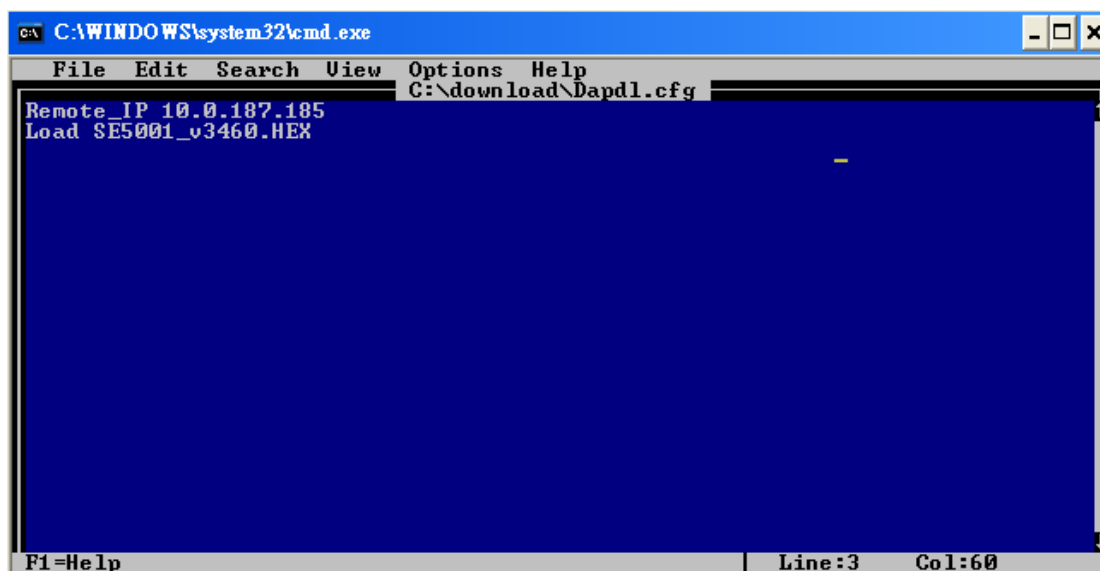 C:\WINDOWS\system32\cmd.exe
File Edit Search View Options Help
C:\download\Dapdl.cfg
Remote_IP 10.0.187.185
Load SE5001_v3460.HEX
F1=Help Line:3 Col:60